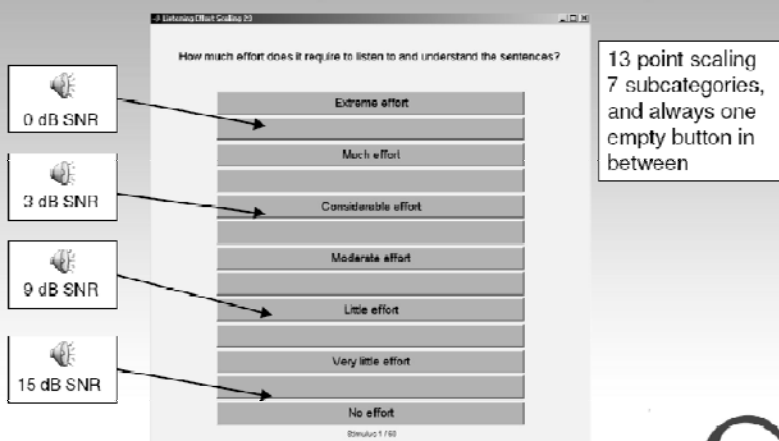 Listening Effort Scaling 29
How much effort does it require to listen to and understand the sentences?
Extreme effort
Much effort
Considerable effort
Moderate effort
Little effort
Very little effort
No effort
Stimulus 1 / 60
0 dB SNR
3 dB SNR
9 dB SNR
15 dB SNR
13 point scaling
7 subcategories,
and always one
empty button in
between